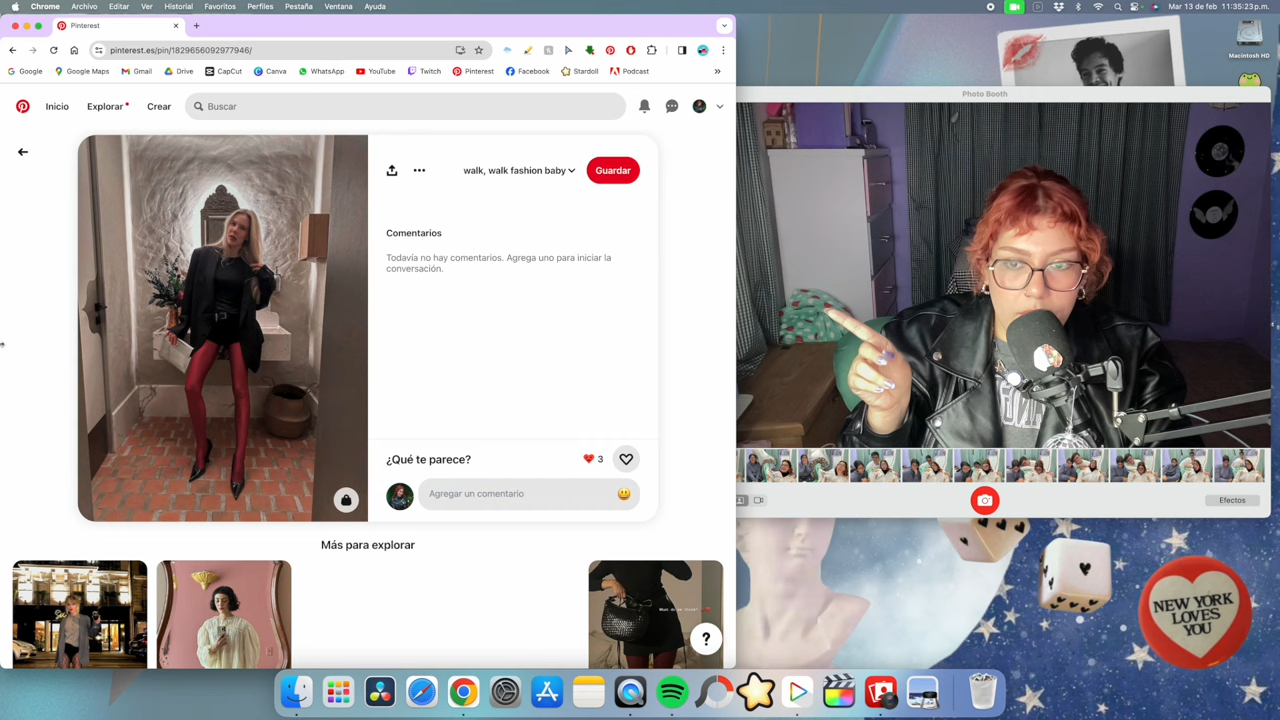 Chrome Archivo Editar Ver Historial Favoritos Perfiles Pestaña Ventana Ayuda
Mar 13 de feb 11:35:23 p.m.
Pinterest
pinterest.es/pin/1829656092977946/
Google Google Maps Gmail Drive CapCut Canva WhatsApp YouTube Twitch Pinterest Facebook Stardoll Podcast
Macintosh HD
Photo Booth
Inicio Explorar Crear Buscar
walk, walk fashion baby Guardar
Comentarios
Todavía no hay comentarios. Agrega uno para iniciar la
conversación.
¿Qué te parece? 3
Agregar un comentario
Efectos
Más para explorar
?
NEW YORK
LOVES
YOU